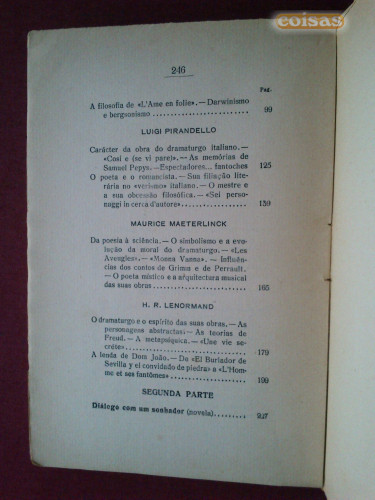 coisas
246
Pag.
A filosofia de «L'Ame en folie».—Darwinismo
e bergsonismo .................... 99
LUIGI PIRANDELLO
Carácter da obra do dramaturgo italiano.—
«Cosi e (se vi pare)».—As memórias de
Samuel Pepys.—Espectadores... fantoches 125
O poeta e o romancista.—Sua filiação lite-
rária no «verismo» italiano.—O mestre e
a sua obcessão filosófica.—«Sei perso-
naggi in cerca d'autore» .................... 139
MAURICE MAETERLINCK
Da poesia à sciência.—O simbolismo e a evo-
lução da moral do dramaturgo.—«Les
Aveugles».—«Monna Vanna».—Influên-
cias dos contos de Grimm e de Perrault.
—O poeta místico e a arquitectura musical
das suas obras .................... 165
H. R. LENORMAND
O dramaturgo e o espírito das suas obras.—As
personagens abstractas.—As teorias de
Freud.—A metapsíquica.—«Une vie se-
créte» .................... 179
A lenda de Dom João.—Da «El Burlador de
Sevilla y el convidado de piedra» a «L'Hom-
me et ses fantômes» .................... 199
SEGUNDA PARTE
Diálogo com um sonhador (novela) ......... 227